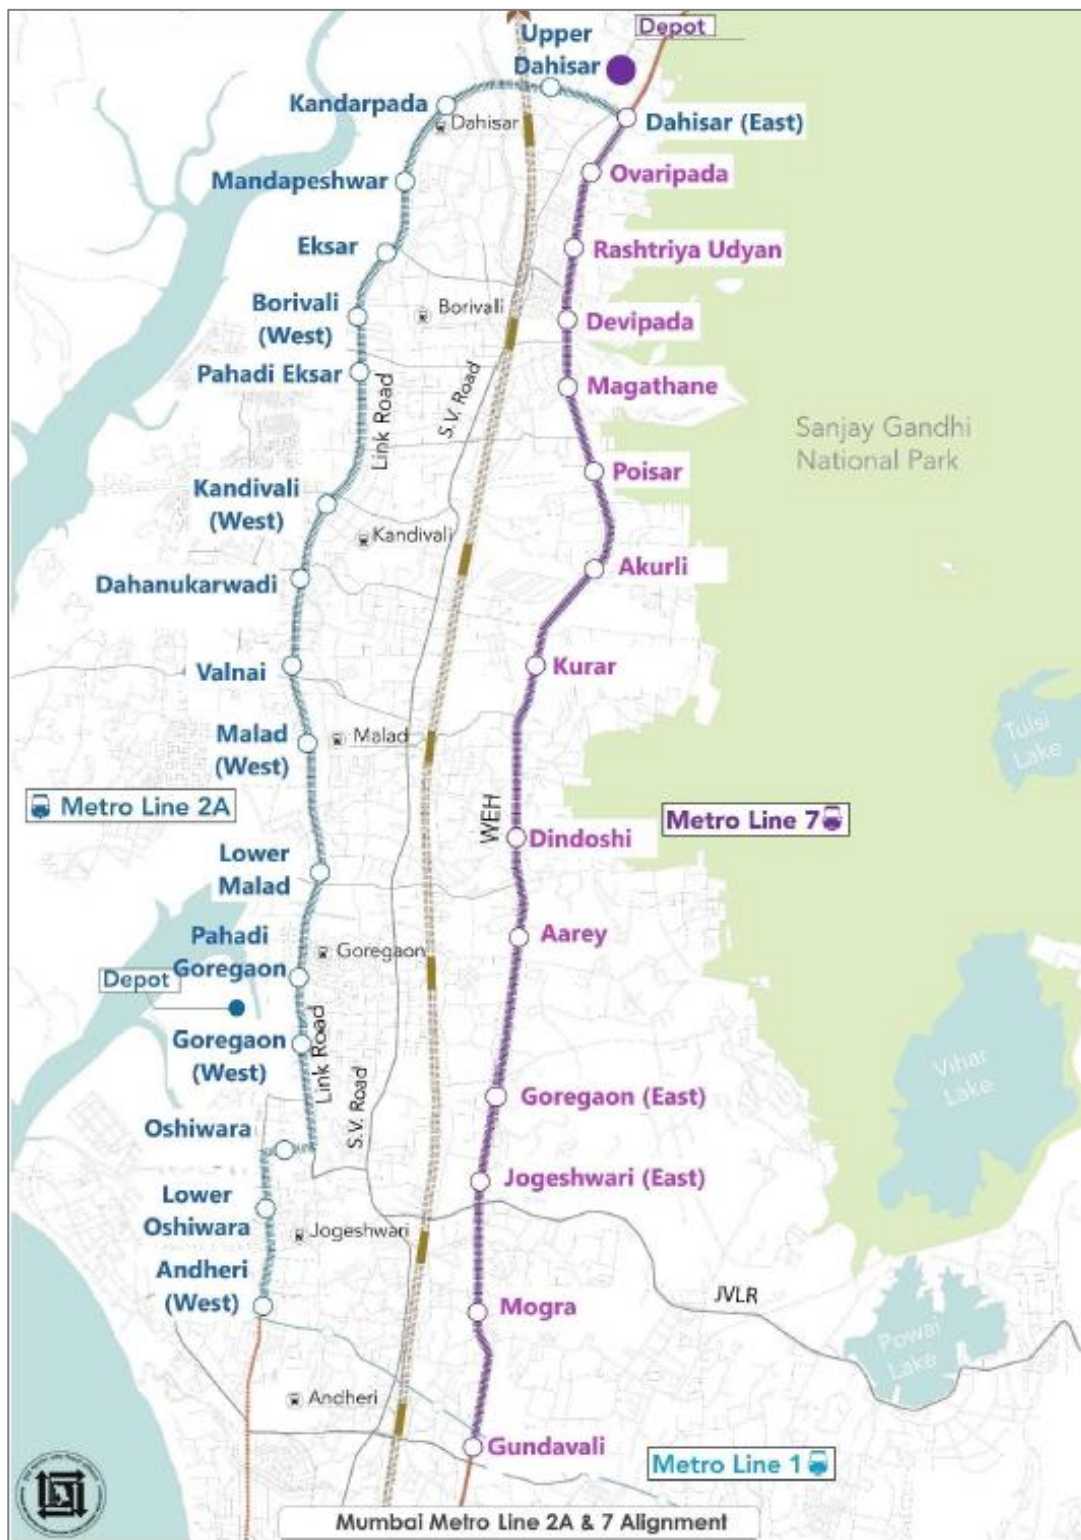 Depot
Upper
Dahisar
Kandarpada
Dahisar
Dahisar (East)
Mandapeshwar
Ovaripada
Eksar
Rashtriya Udyan
Borivali
(West)
Borivali
Devipada
Pahadi Eksar
Link Road
S.V. Road
Magathane
Sanjay Gandhi
National Park
Poisar
Kandivali
(West)
Kandivali
Akurli
Dahanukarwadi
Valnai
Kurar
Malad
(West)
Malad
Tulsi
Lake
Metro Line 2A
WEH
Metro Line 7
Dindoshi
Lower
Malad
Pahadi
Goregaon
Goregaon
Aarey
Depot
Goregaon
(West)
Link Road
S.V. Road
Vihar
Lake
Goregaon (East)
Oshiwara
Jogeshwari (East)
Lower
Oshiwara
Jogeshwari
Andheri
(West)
Mogra
JVLR
Powai
Lake
Andheri
Gundavali
Metro Line 1
Mumbai Metro Line 2A & 7 Alignment